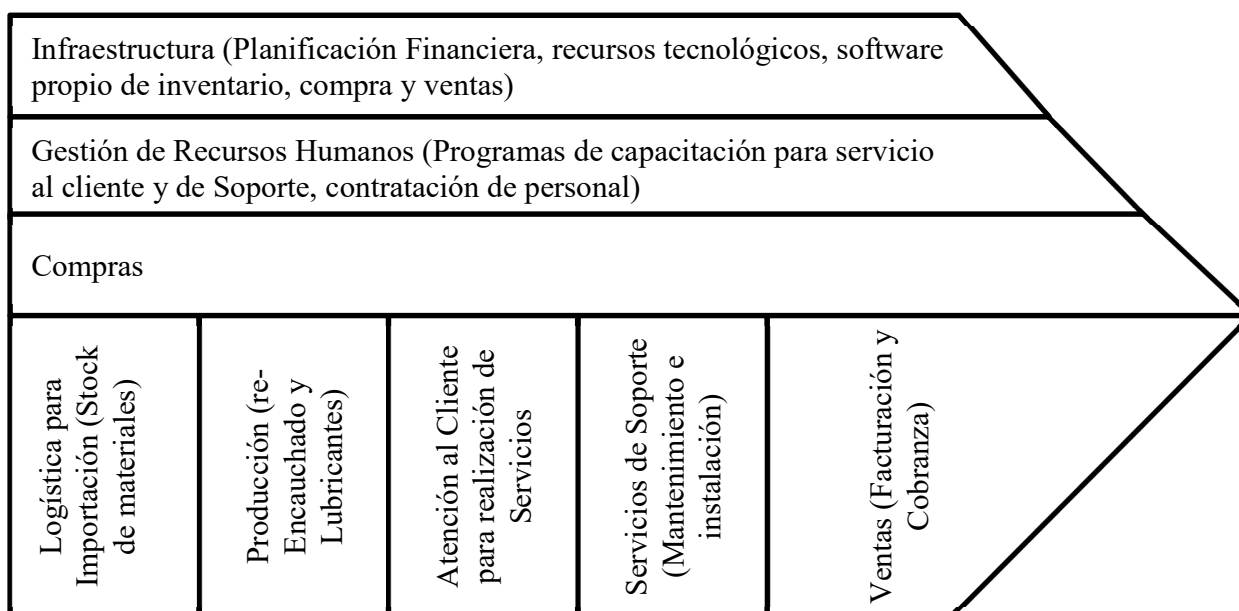 Infraestructura (Planificación Financiera, recursos tecnológicos, software
propio de inventario, compra y ventas)
Gestión de Recursos Humanos (Programas de capacitación para servicio
al cliente y de Soporte, contratación de personal)
Compras
Logística para
Importación (Stock
de materiales)
Producción (re-
Encauchado y
Lubricantes)
Atención al Cliente
para realización de
Servicios
Servicios de Soporte
(Mantenimiento e
instalación)
Ventas (Facturación y
Cobranza)